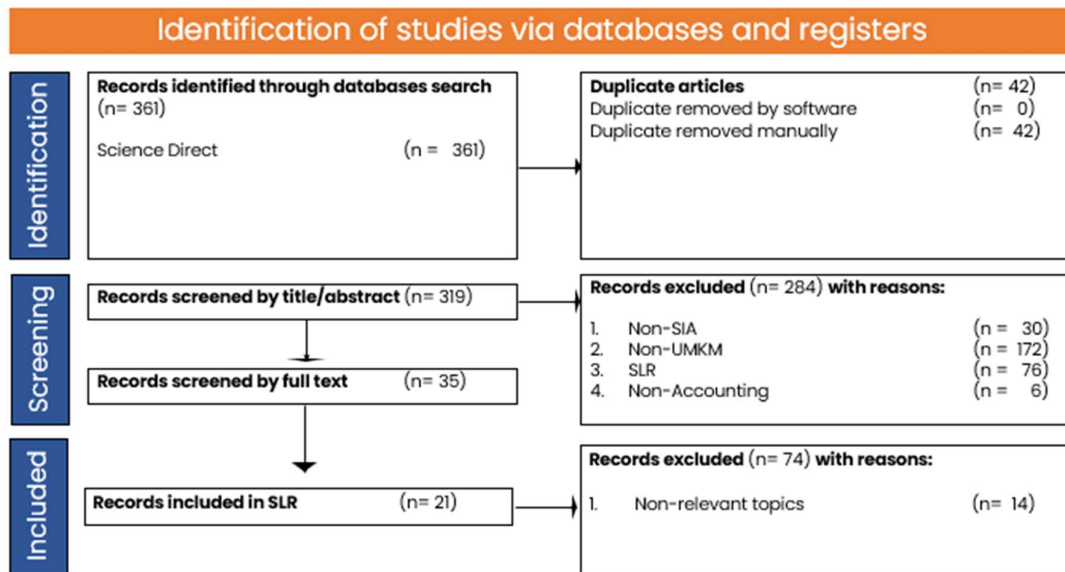 Identification of studies via databases and registers
Identification
Records identified through databases search
(n= 361)
Science Direct (n = 361)
Duplicate articles (n= 42)
Duplicate removed by software (n= 0)
Duplicate removed manually (n= 42)
Screening
Records screened by title/abstract (n= 319)
Records screened by full text (n= 35)
Records excluded (n= 284) with reasons:
1. Non-SIA (n = 30)
2. Non-UMKM (n = 172)
3. SLR (n = 76)
4. Non-Accounting (n = 6)
Included
Records included in SLR (n= 21)
Records excluded (n= 74) with reasons:
1. Non-relevant topics (n= 14)